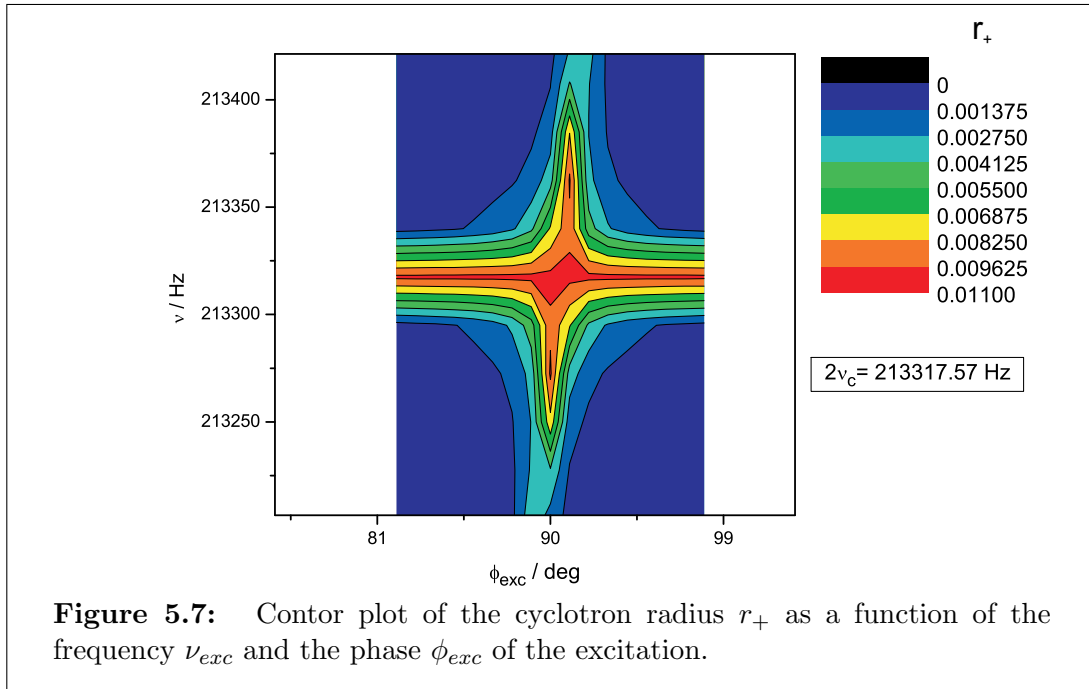 r+
213400
213350
213300
213250
ν / Hz
81
90
99
ϕexc / deg
0
0.001375
0.002750
0.004125
0.005500
0.006875
0.008250
0.009625
0.01100
2νc= 213317.57 Hz
Figure 5.7: Contor plot of the cyclotron radius r+ as a function of the
frequency νexc and the phase ϕexc of the excitation.